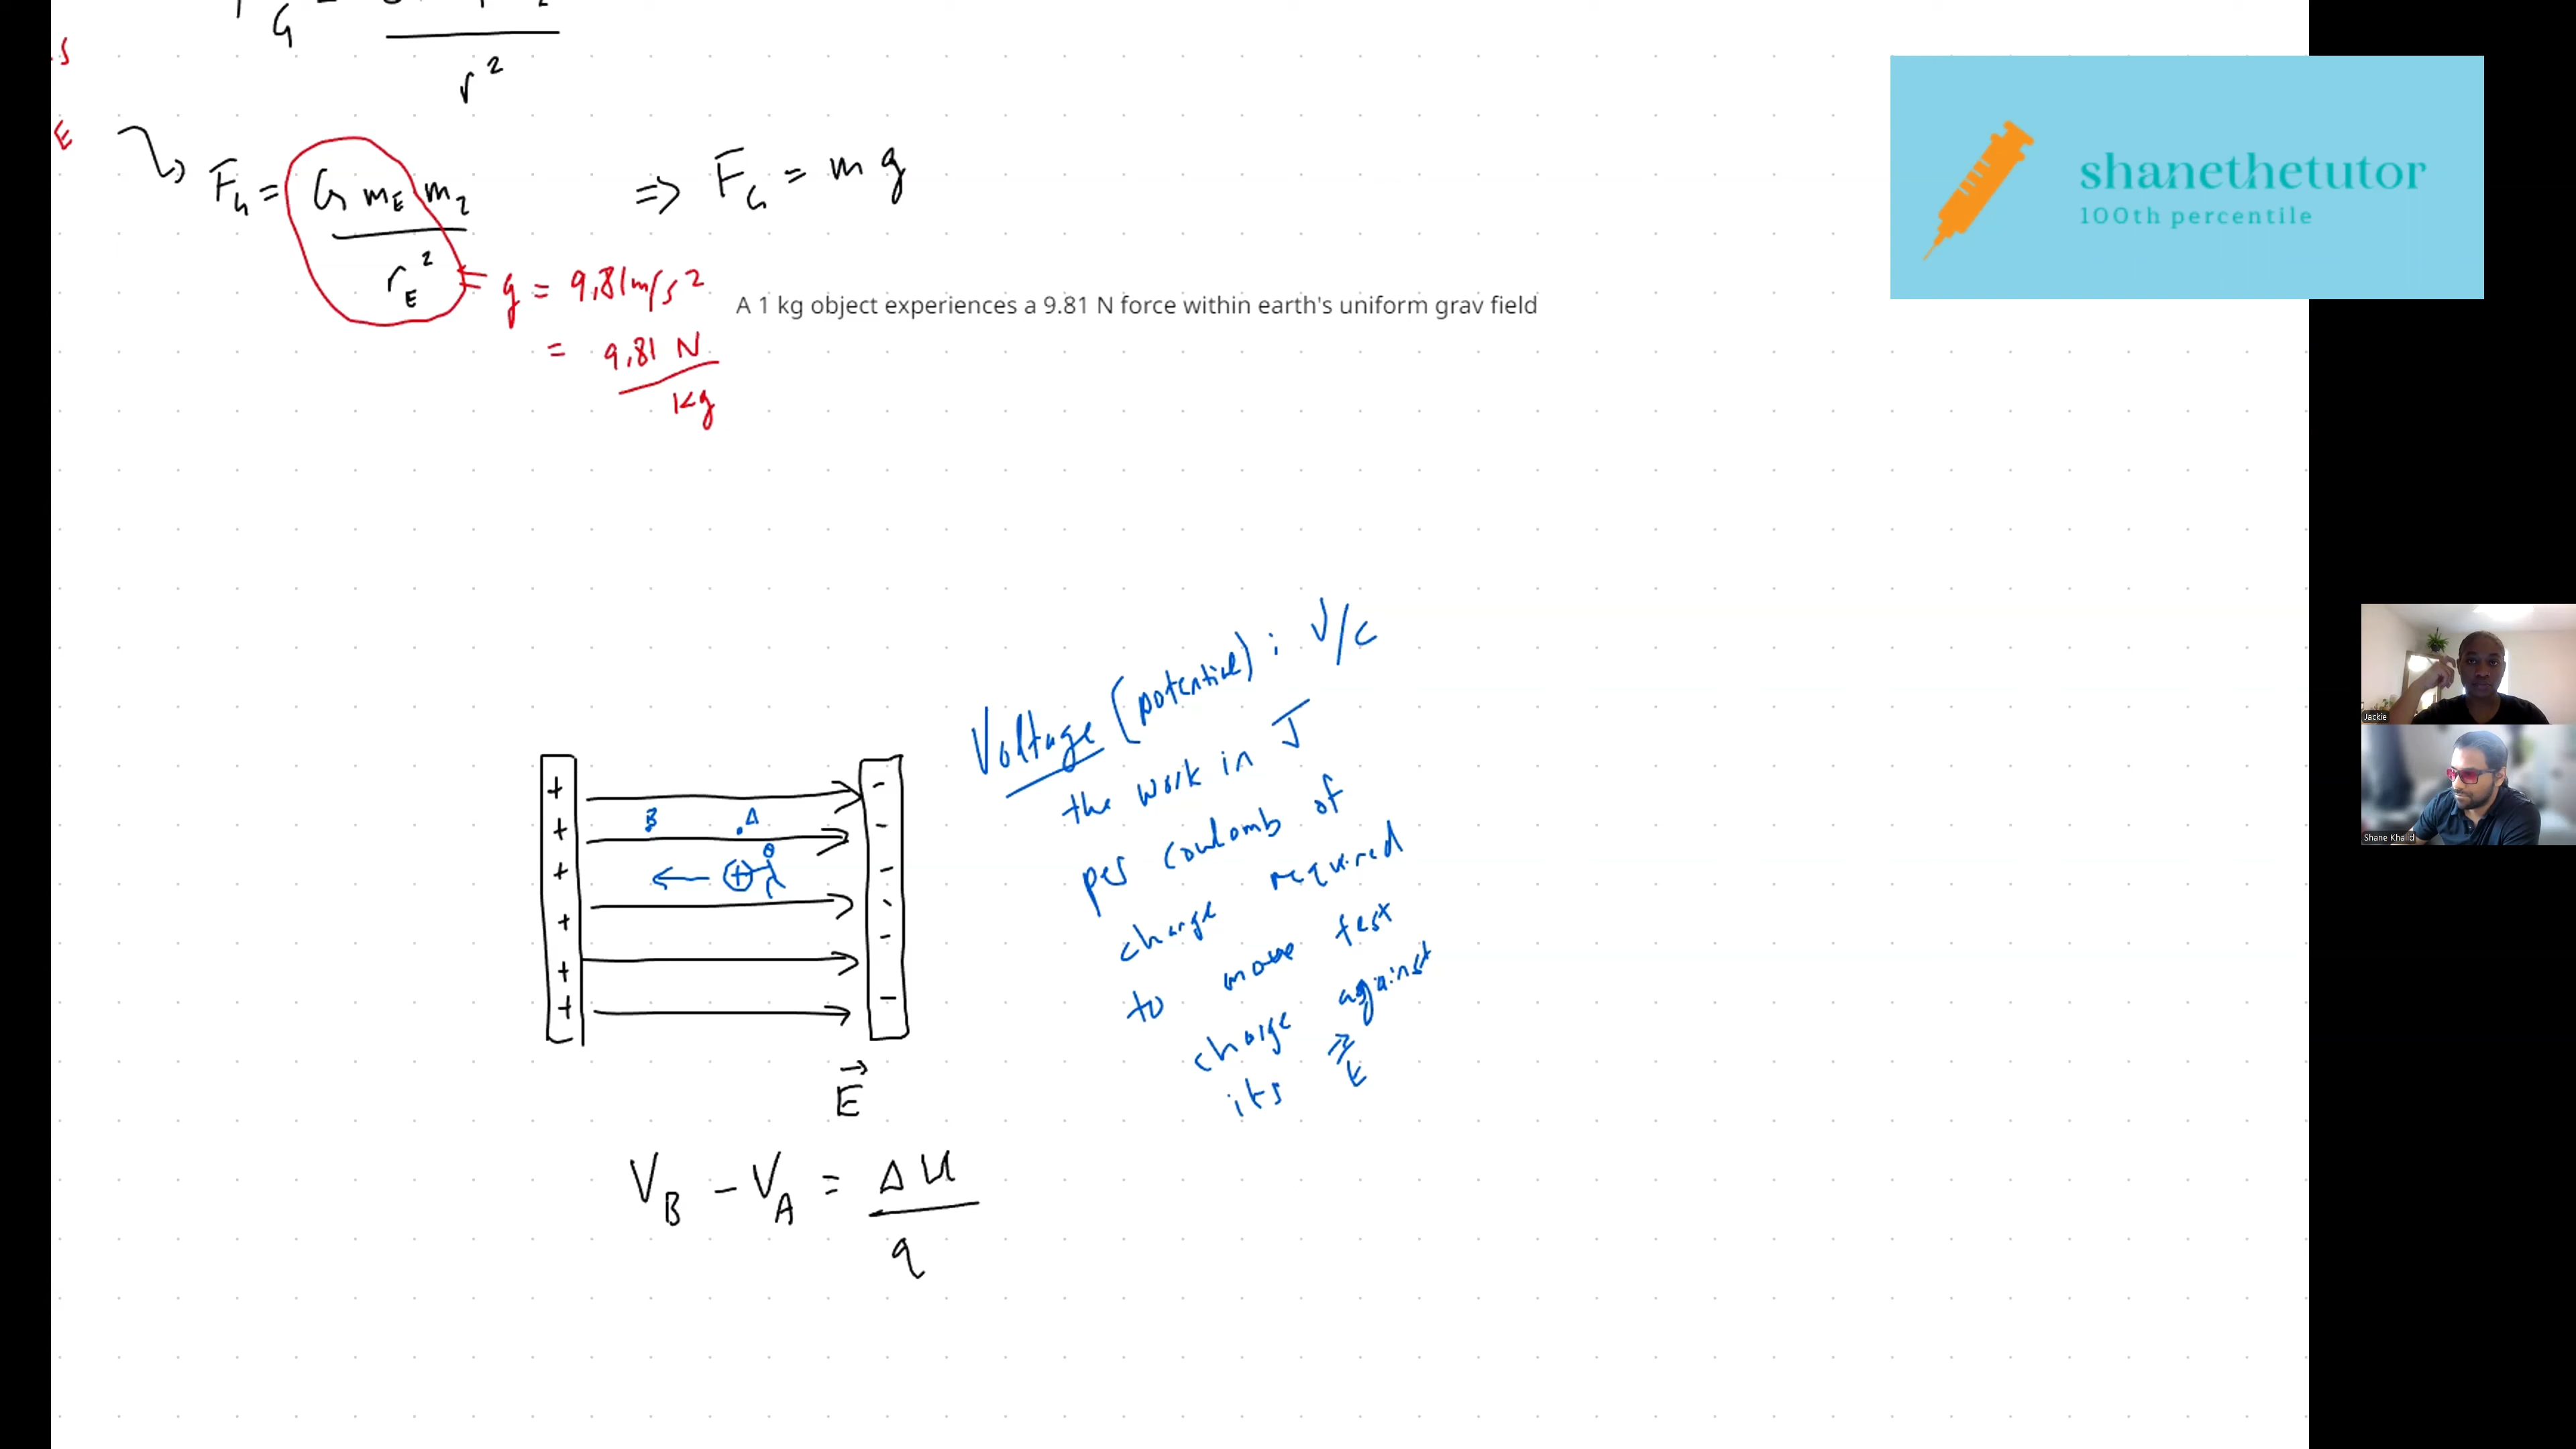 G
r²
S
E
F_G = G m_E m_2
r_E²
⇒ F_G = mg
= g = 9.81 m/s²
= 9.81 N
kg
A 1 kg object experiences a 9.81 N force within earth's uniform grav field
shanethetutor
100th percentile
Voltage (potential): J/C
the work in J
per coulomb of
charge required
to move test
charge against
its E
+ -
B .A
+ -
+ ← + -
+ -
+ -
+ -
E
V_B - V_A = ΔU
q
Jackie
Shane Khalid